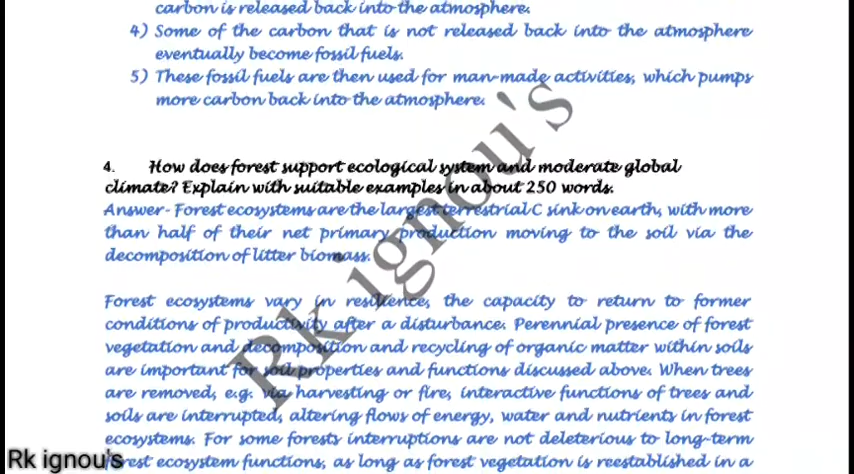 carbon is released back into the atmosphere.
4) Some of the carbon that is not released back into the atmosphere
eventually become fossil fuels.
5) These fossil fuels are then used for man-made activities, which pumps
more carbon back into the atmosphere.
4. How does forest support ecological system and moderate global
climate? Explain with suitable examples in about 250 words.
Answer- Forest ecosystems are the largest terrestrial C sink on earth, with more
than half of their net primary production moving to the soil via the
decomposition of litter biomass.
Forest ecosystems vary in resilience, the capacity to return to former
conditions of productivity after a disturbance. Perennial presence of forest
vegetation and decomposition and recycling of organic matter within soils
are important for soil properties and functions discussed above. When trees
are removed, e.g. via harvesting or fire, interactive functions of trees and
soils are interrupted, altering flows of energy, water and nutrients in forest
ecosystems. For some forests interruptions are not deleterious to long-term
forest ecosystem functions, as long as forest vegetation is reestablished in a
Rk ignou's
Rk ignou's